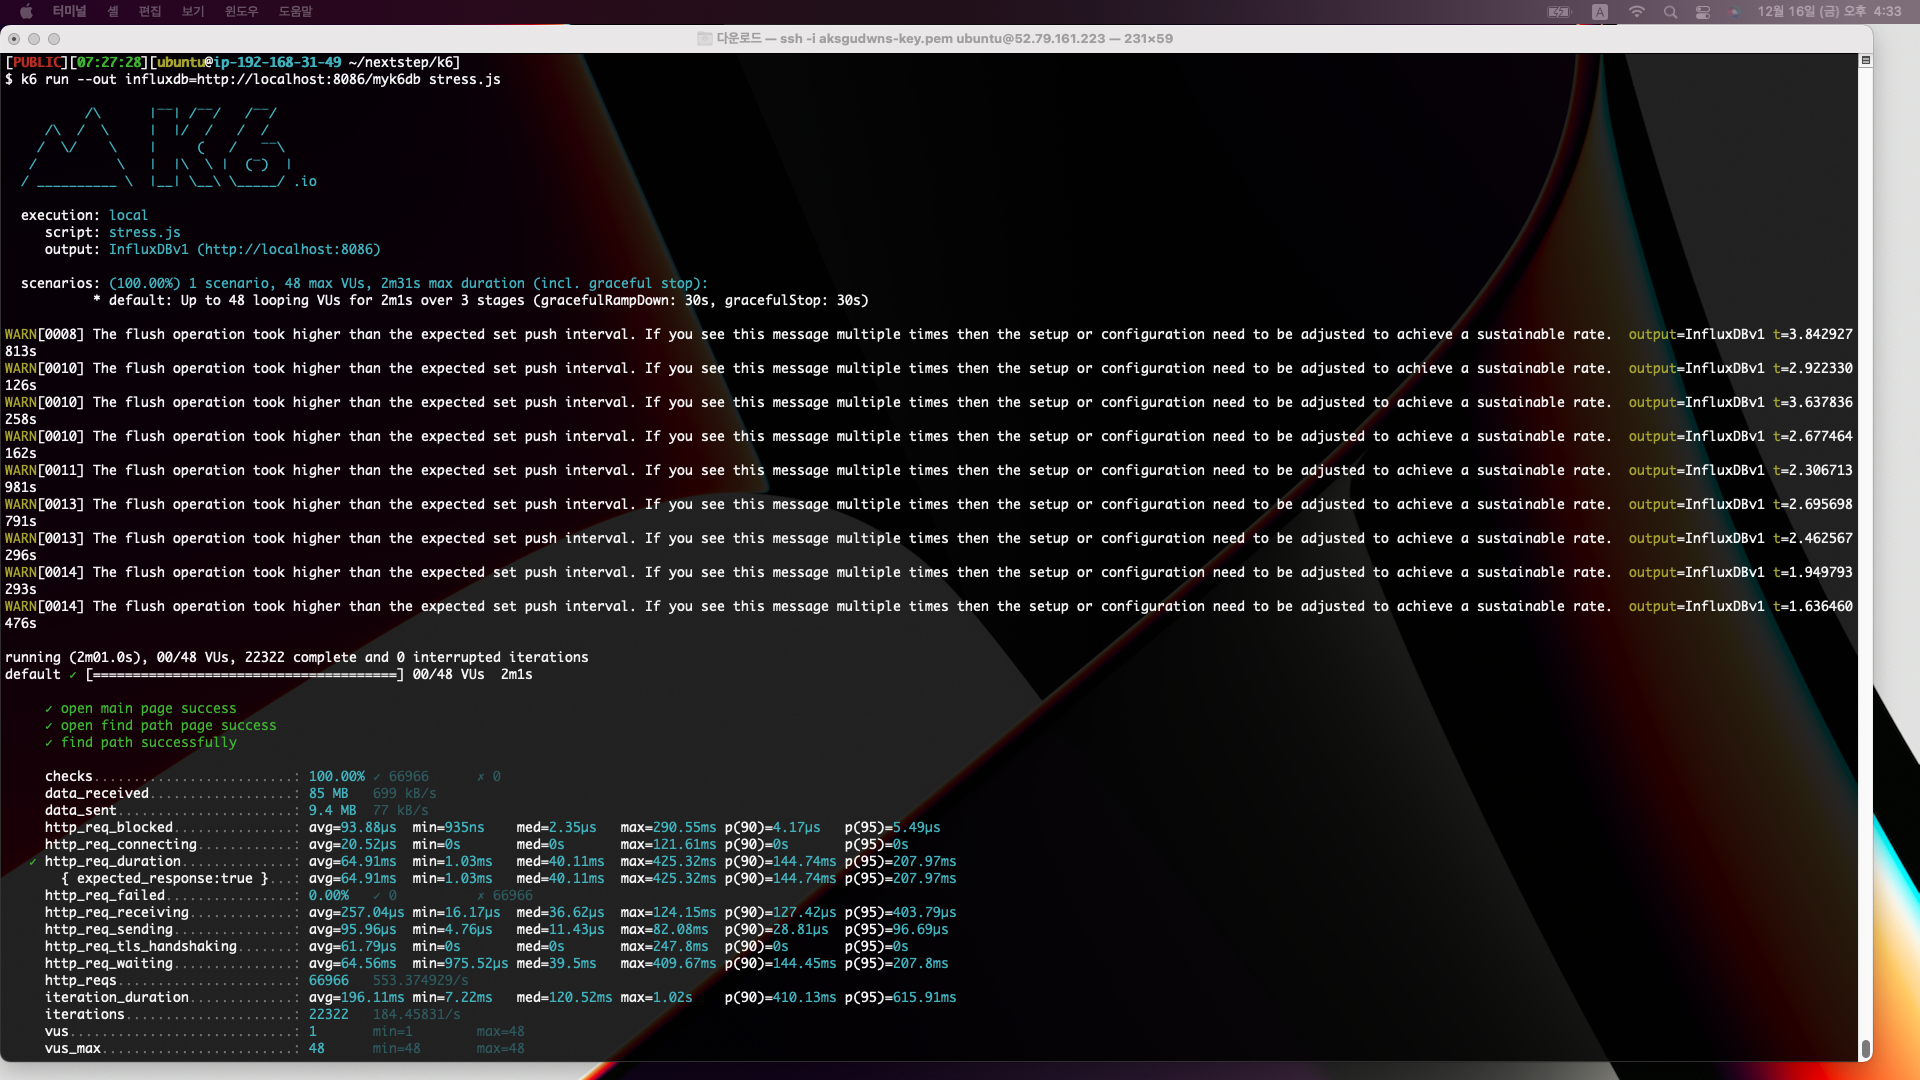 터미널 셸 편집 보기 윈도우 도움말 A 12월 16일 (금) 오후 4:33
다운로드 — ssh -i aksgudwns-key.pem ubuntu@52.79.161.223 — 231×59
[PUBLIC][07:27:28][ubuntu@ip-192-168-31-49 ~/nextstep/k6]
$ k6 run --out influxdb=http://localhost:8086/myk6db stress.js
          /\      |‾‾| /‾‾/   /‾‾/
     /\  /  \     |  |/  /   /  /
    /  \/    \    |     (   /   ‾‾\
   /          \   |  |\  \ |  (‾)  |
  / __________ \  |__| \__\ \_____/ .io
execution: local
script: stress.js
output: InfluxDBv1 (http://localhost:8086)
scenarios: (100.00%) 1 scenario, 48 max VUs, 2m31s max duration (incl. graceful stop):
* default: Up to 48 looping VUs for 2m1s over 3 stages (gracefulRampDown: 30s, gracefulStop: 30s)
WARN[0008] The flush operation took higher than the expected set push interval. If you see this message multiple times then the setup or configuration need to be adjusted to achieve a sustainable rate.  output=InfluxDBv1 t=3.842927
813s
WARN[0010] The flush operation took higher than the expected set push interval. If you see this message multiple times then the setup or configuration need to be adjusted to achieve a sustainable rate.  output=InfluxDBv1 t=2.922330
126s
WARN[0010] The flush operation took higher than the expected set push interval. If you see this message multiple times then the setup or configuration need to be adjusted to achieve a sustainable rate.  output=InfluxDBv1 t=3.637836
258s
WARN[0010] The flush operation took higher than the expected set push interval. If you see this message multiple times then the setup or configuration need to be adjusted to achieve a sustainable rate.  output=InfluxDBv1 t=2.677464
162s
WARN[0011] The flush operation took higher than the expected set push interval. If you see this message multiple times then the setup or configuration need to be adjusted to achieve a sustainable rate.  output=InfluxDBv1 t=2.306713
981s
WARN[0013] The flush operation took higher than the expected set push interval. If you see this message multiple times then the setup or configuration need to be adjusted to achieve a sustainable rate.  output=InfluxDBv1 t=2.695698
791s
WARN[0013] The flush operation took higher than the expected set push interval. If you see this message multiple times then the setup or configuration need to be adjusted to achieve a sustainable rate.  output=InfluxDBv1 t=2.462567
296s
WARN[0014] The flush operation took higher than the expected set push interval. If you see this message multiple times then the setup or configuration need to be adjusted to achieve a sustainable rate.  output=InfluxDBv1 t=1.949793
293s
WARN[0014] The flush operation took higher than the expected set push interval. If you see this message multiple times then the setup or configuration need to be adjusted to achieve a sustainable rate.  output=InfluxDBv1 t=1.636460
476s
running (2m01.0s), 00/48 VUs, 22322 complete and 0 interrupted iterations
default ✓ [======================================] 00/48 VUs  2m1s
✓ open main page success
✓ open find path page success
✓ find path successfully
checks.........................: 100.00% ✓ 66966      ✗ 0
data_received..................: 85 MB   699 kB/s
data_sent......................: 9.4 MB  77 kB/s
http_req_blocked...............: avg=93.88µs  min=935ns    med=2.35µs   max=290.55ms p(90)=4.17µs   p(95)=5.49µs
http_req_connecting............: avg=20.52µs  min=0s       med=0s       max=121.61ms p(90)=0s       p(95)=0s
✓ http_req_duration..............: avg=64.91ms  min=1.03ms   med=40.11ms  max=425.32ms p(90)=144.74ms p(95)=207.97ms
{ expected_response:true }...: avg=64.91ms  min=1.03ms   med=40.11ms  max=425.32ms p(90)=144.74ms p(95)=207.97ms
http_req_failed................: 0.00%   ✓ 0          ✗ 66966
http_req_receiving.............: avg=257.04µs min=16.17µs  med=36.62µs  max=124.15ms p(90)=127.42µs p(95)=403.79µs
http_req_sending...............: avg=95.96µs  min=4.76µs   med=11.43µs  max=82.08ms  p(90)=28.81µs  p(95)=96.69µs
http_req_tls_handshaking.......: avg=61.79µs  min=0s       med=0s       max=247.8ms  p(90)=0s       p(95)=0s
http_req_waiting...............: avg=64.56ms  min=975.52µs med=39.5ms   max=409.67ms p(90)=144.45ms p(95)=207.8ms
http_reqs......................: 66966   553.374929/s
iteration_duration.............: avg=196.11ms min=7.22ms   med=120.52ms max=1.02s    p(90)=410.13ms p(95)=615.91ms
iterations.....................: 22322   184.45831/s
vus............................: 1       min=1        max=48
vus_max........................: 48      min=48       max=48